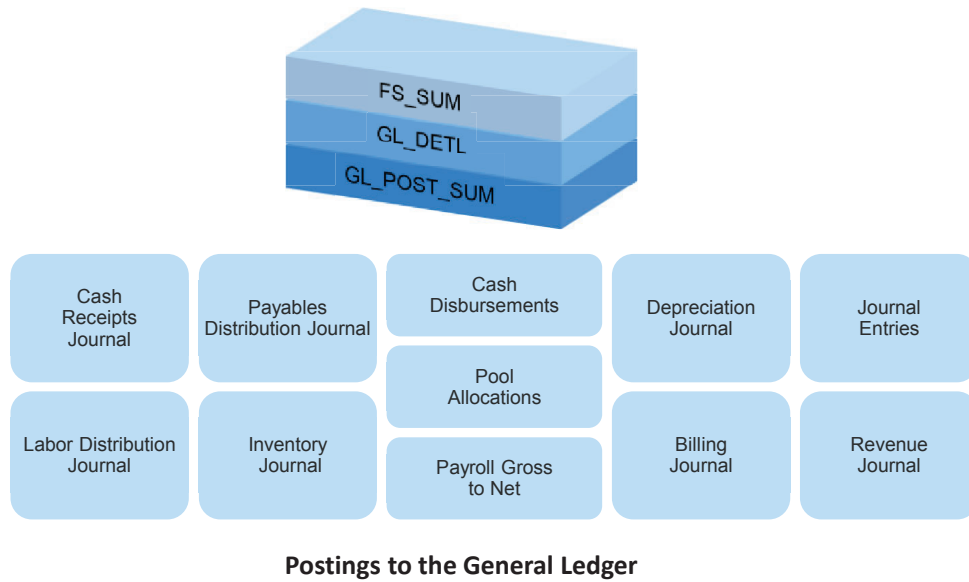 FS_SUM
GL_DETL
GL_POST_SUM
Cash
Receipts
Journal
Payables
Distribution Journal
Cash
Disbursements
Depreciation
Journal
Journal
Entries
Pool
Allocations
Labor Distribution
Journal
Inventory
Journal
Payroll Gross
to Net
Billing
Journal
Revenue
Journal
Postings to the General Ledger